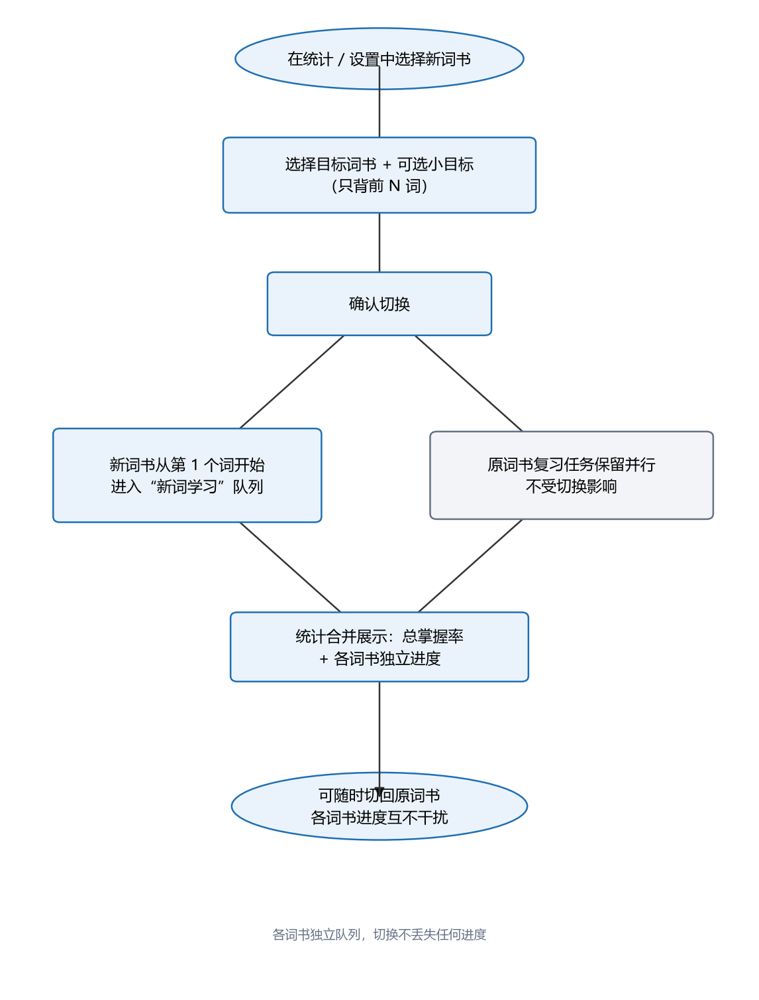 在统计 / 设置中选择新词书
选择目标词书 + 可选小目标
（只背前 N 词）
确认切换
新词书从第 1 个词开始
进入“新词学习”队列
原词书复习任务保留并行
不受切换影响
统计合并展示：总掌握率
+ 各词书独立进度
可随时切回原词书
各词书进度互不干扰
各词书独立队列，切换不丢失任何进度